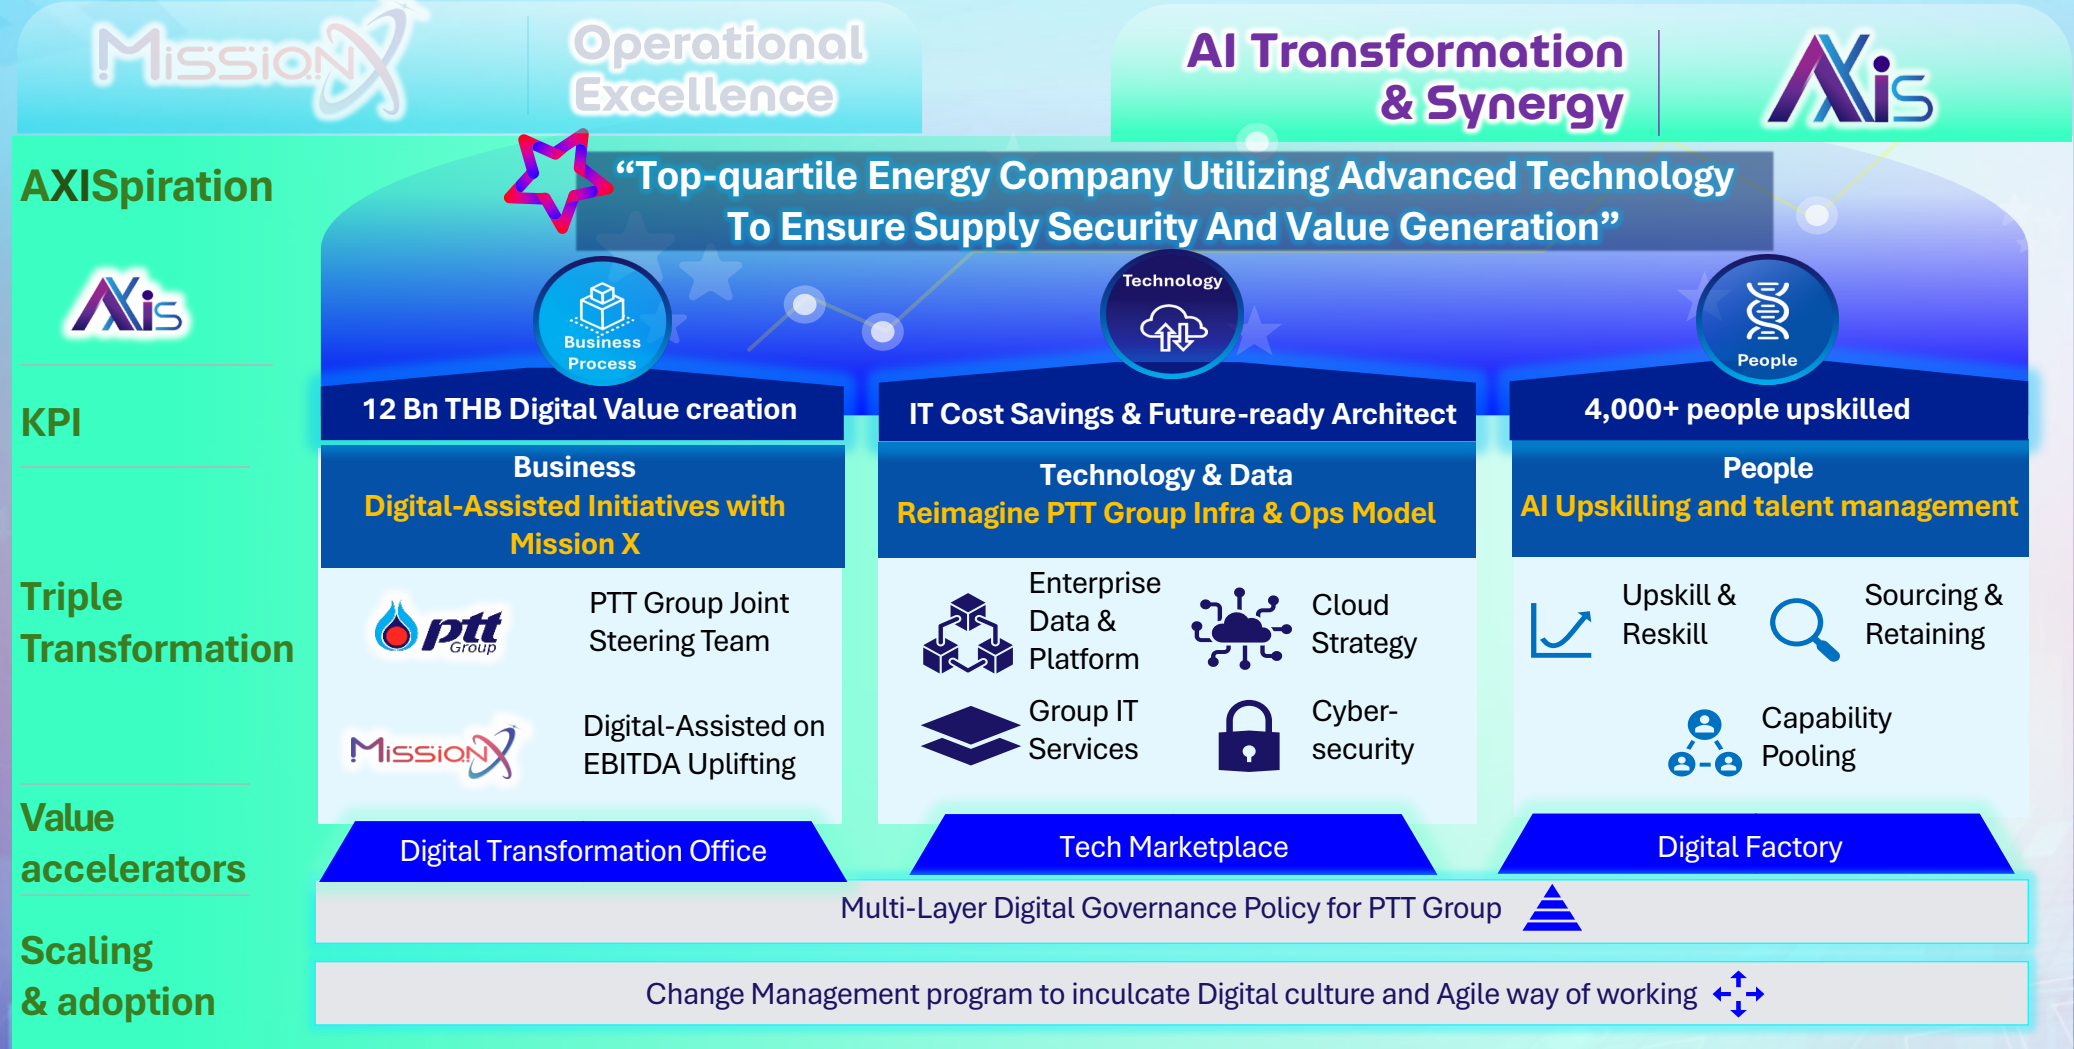 MissionX
Operational
Excellence
AI Transformation
& Synergy
AXis
AXISpiration
“Top-quartile Energy Company Utilizing Advanced Technology
To Ensure Supply Security And Value Generation”
AXis
Business
Process
Technology
People
KPI
12 Bn THB Digital Value creation
IT Cost Savings & Future-ready Architect
4,000+ people upskilled
Triple
Transformation
Business
Digital-Assisted Initiatives with
Mission X
ptt
Group
PTT Group Joint
Steering Team
MissionX
Digital-Assisted on
EBITDA Uplifting
Technology & Data
Reimagine PTT Group Infra & Ops Model
Enterprise
Data &
Platform
Cloud
Strategy
Group IT
Services
Cyber-
security
People
AI Upskilling and talent management
Upskill &
Reskill
Sourcing &
Retaining
Capability
Pooling
Value
accelerators
Digital Transformation Office
Tech Marketplace
Digital Factory
Scaling
& adoption
Multi-Layer Digital Governance Policy for PTT Group
Change Management program to inculcate Digital culture and Agile way of working